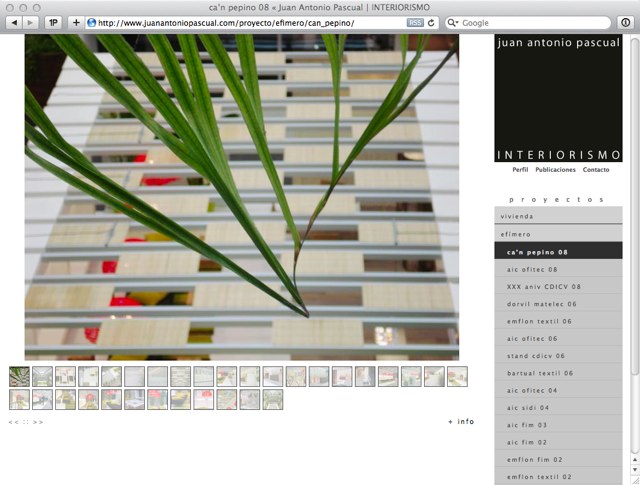 ca'n pepino 08 « Juan Antonio Pascual | INTERIORISMO
1P
http://www.juanantoniopascual.com/proyecto/efimero/can_pepino/
RSS
Google
juan antonio pascual
INTERIORISMO
Perfil Publicaciones Contacto
proyectos
vivienda
efimero
ca'n pepino 08
aic ofitec 08
XXX aniv CDICV 08
dorvil matelec 06
emflon textil 06
aic ofitec 06
stand cdicv 06
bartual textil 06
aic ofitec 04
aic sidi 04
aic fim 03
aic fim 02
emflon fim 02
emflon textil 02
<< :: >>
+ info